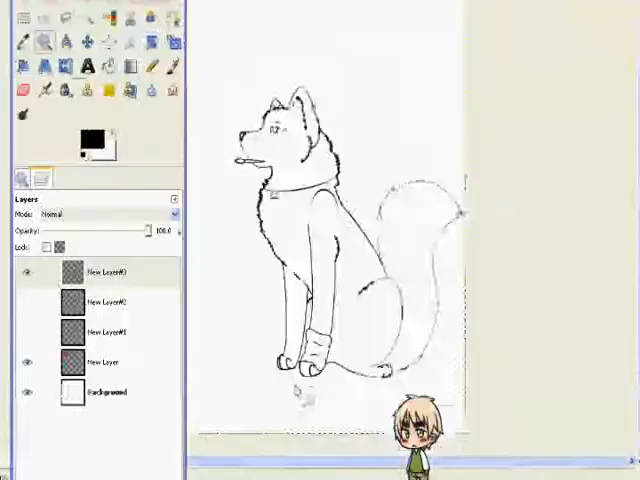 Layers
Mode: Normal
Opacity: 100.0
Lock:
New Layer#3
New Layer#2
New Layer#1
New Layer
Background